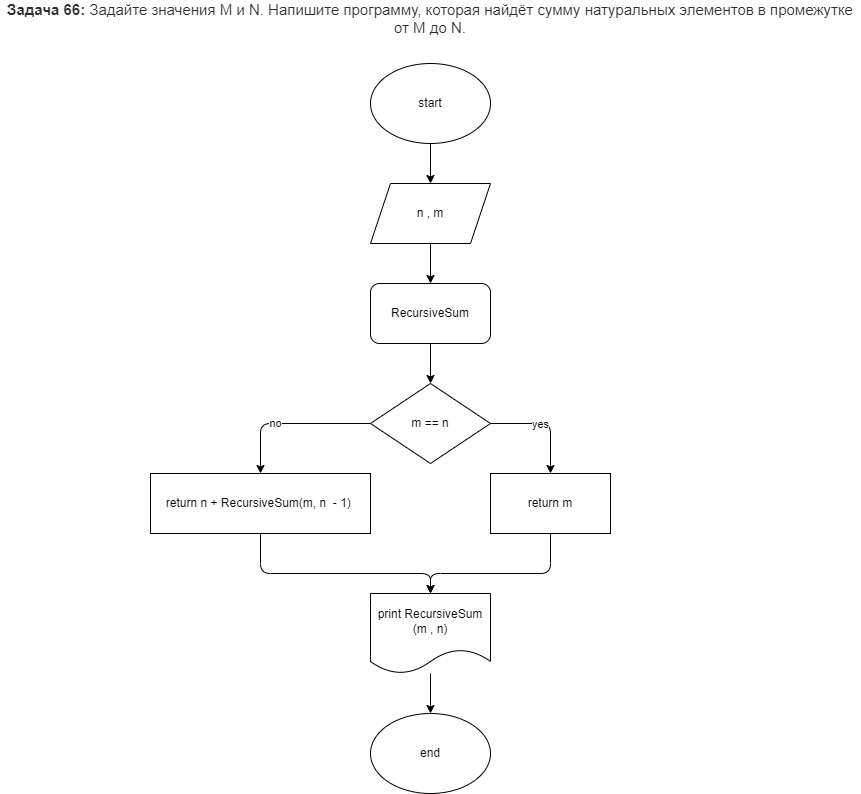 Задача 66: Задайте значения M и N. Напишите программу, которая найдёт сумму натуральных элементов в промежутке
от M до N.
start
n , m
RecursiveSum
m == n
no
yes
return n + RecursiveSum(m, n  - 1)
return m
print RecursiveSum
(m , n)
end